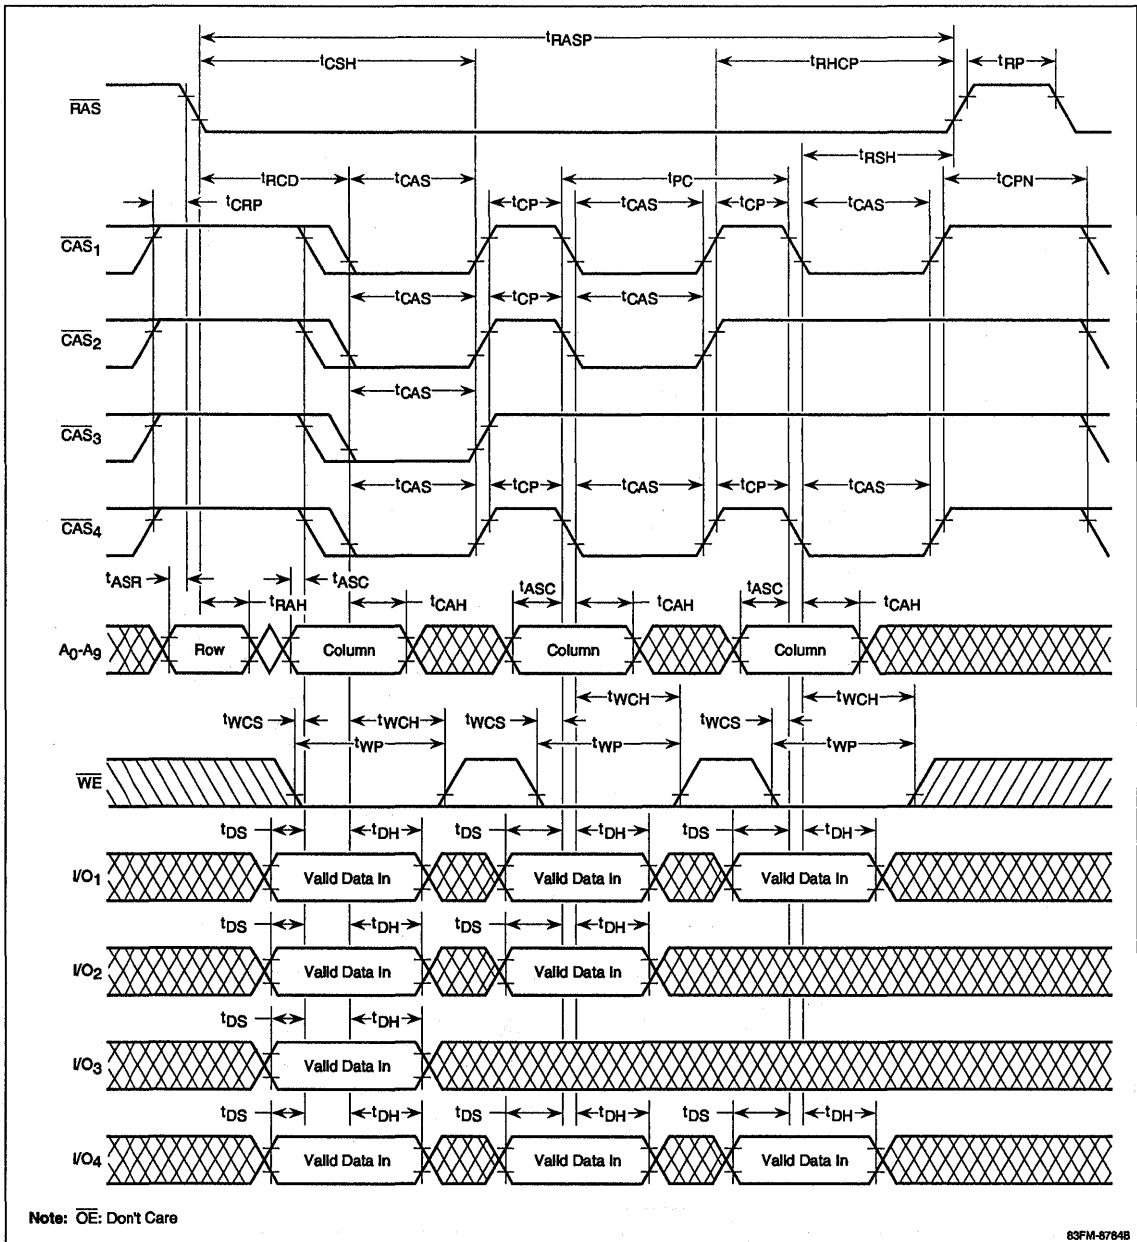 tRASP
tCSH tRHCP tRP
RAS
tRSH
tRCD tCAS tPC tCPN
tCRP tCP tCAS tCP tCAS
CAS1
tCAS tCP tCAS
CAS2
tCAS
CAS3
tCAS tCP tCAS tCP tCAS
CAS4
tASR tASC tASC tASC
tRAH tCAH tCAH tCAH
A0-A9 Row Column Column Column
tWCH tWCH
tWCS tWCH tWCS tWCS
tWP tWP tWP
WE
tDS tDH tDS tDH tDS tDH
I/O1 Valid Data In Valid Data In Valid Data In
tDS tDH tDS tDH
I/O2 Valid Data In Valid Data In
tDS tDH
I/O3 Valid Data In
tDS tDH tDS tDH tDS tDH
I/O4 Valid Data In Valid Data In Valid Data In
Note: OE: Don't Care
83FM-8784B